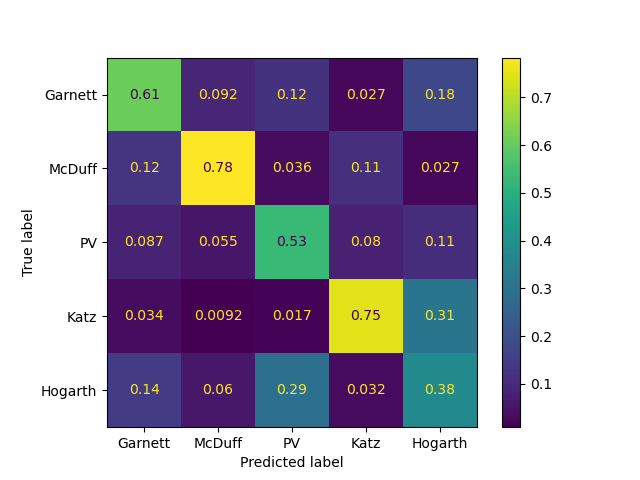 Garnett 0.61 0.092 0.12 0.027 0.18
McDuff 0.12 0.78 0.036 0.11 0.027
PV 0.087 0.055 0.53 0.08 0.11
Katz 0.034 0.0092 0.017 0.75 0.31
Hogarth 0.14 0.06 0.29 0.032 0.38
Garnett McDuff PV Katz Hogarth
Predicted label
True label
0.7
0.6
0.5
0.4
0.3
0.2
0.1